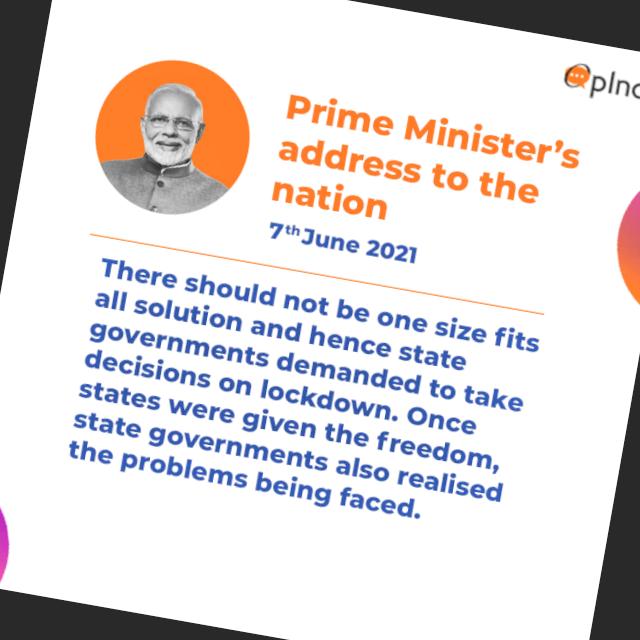 plnc
Prime Minister's
address to the
nation
7th June 2021
There should not be one size fits
all solution and hence state
governments demanded to take
decisions on lockdown. Once
states were given the freedom,
state governments also realised
the problems being faced.